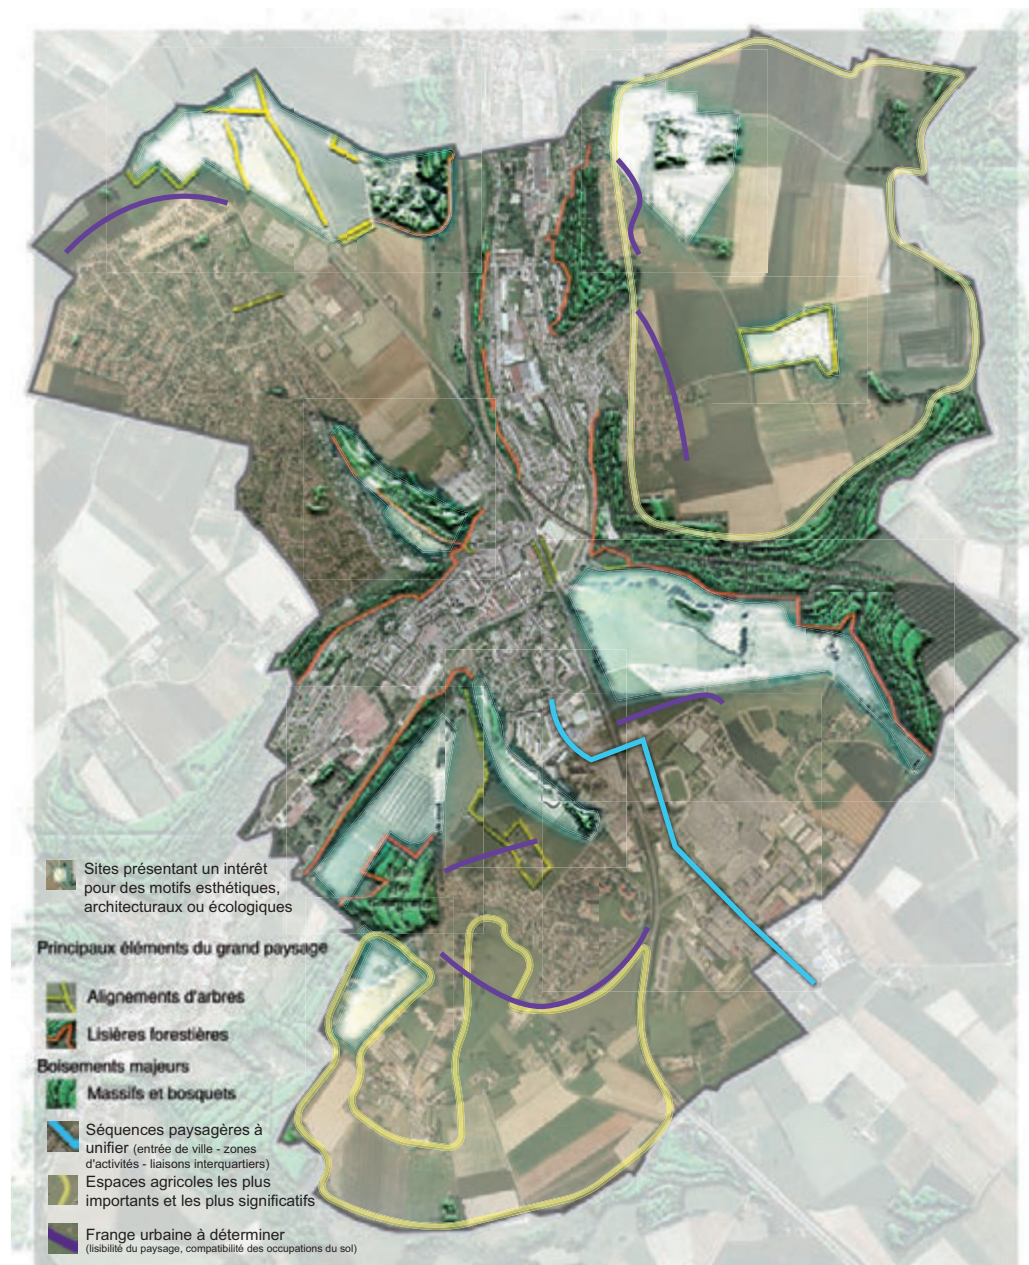 Sites présentant un intérêt
pour des motifs esthétiques,
architecturaux ou écologiques
Principaux éléments du grand paysage
Alignements d'arbres
Lisières forestières
Boisements majeurs
Massifs et bosquets
Séquences paysagères à
unifier (entrée de ville - zones
d'activités - liaisons interquartiers)
Espaces agricoles les plus
importants et les plus significatifs
Frange urbaine à déterminer
(lisibilité du paysage, compatibilité des occupations du sol)